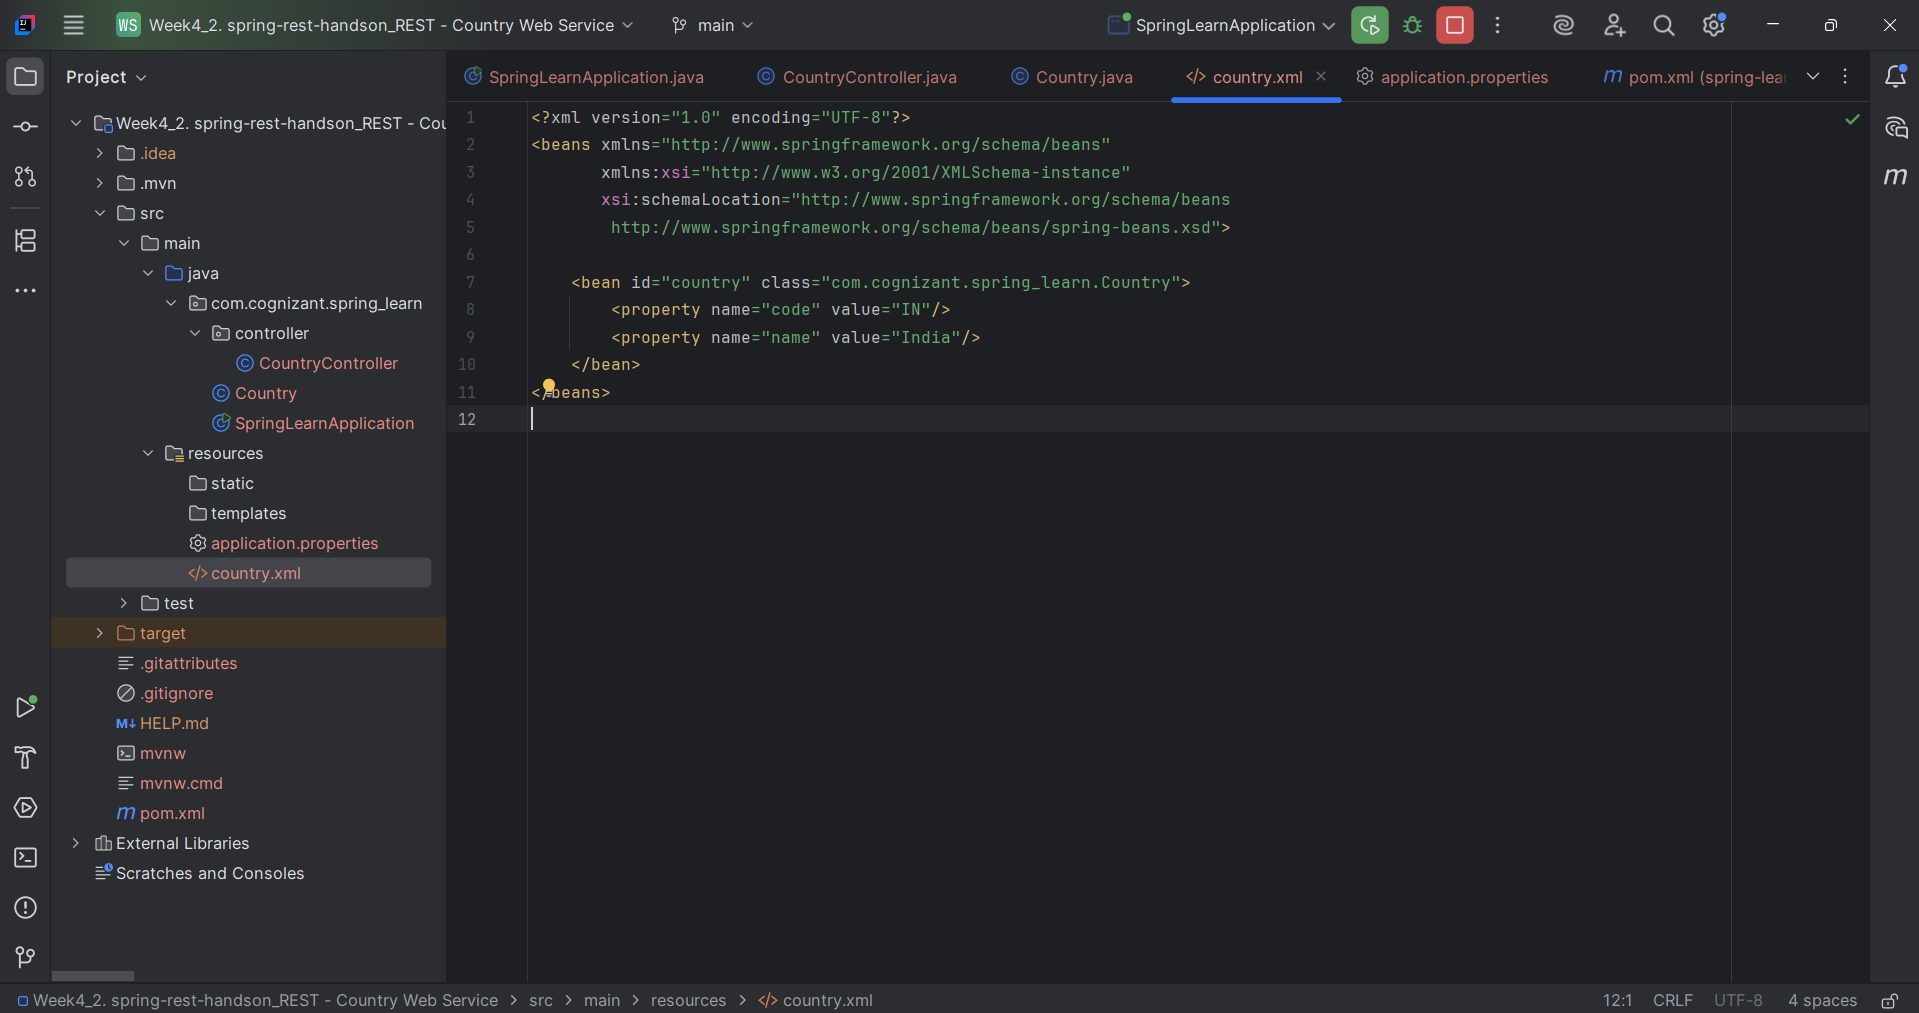 WS Week4_2. spring-rest-handson_REST - Country Web Service main SpringLearnApplication
Project
Week4_2. spring-rest-handson_REST - Cou
.idea
.mvn
src
main
java
com.cognizant.spring_learn
controller
CountryController
Country
SpringLearnApplication
resources
static
templates
application.properties
country.xml
test
target
.gitattributes
.gitignore
M↓ HELP.md
mvnw
mvnw.cmd
m pom.xml
External Libraries
Scratches and Consoles
SpringLearnApplication.java CountryController.java Country.java country.xml application.properties m pom.xml (spring-lear
1 <?xml version="1.0" encoding="UTF-8"?>
2 <beans xmlns="http://www.springframework.org/schema/beans"
3 xmlns:xsi="http://www.w3.org/2001/XMLSchema-instance"
4 xsi:schemaLocation="http://www.springframework.org/schema/beans
5 http://www.springframework.org/schema/beans/spring-beans.xsd">
6
7 <bean id="country" class="com.cognizant.spring_learn.Country">
8 <property name="code" value="IN"/>
9 <property name="name" value="India"/>
10 </bean>
11 </beans>
12
m
Week4_2. spring-rest-handson_REST - Country Web Service > src > main > resources > country.xml
12:1 CRLF UTF-8 4 spaces